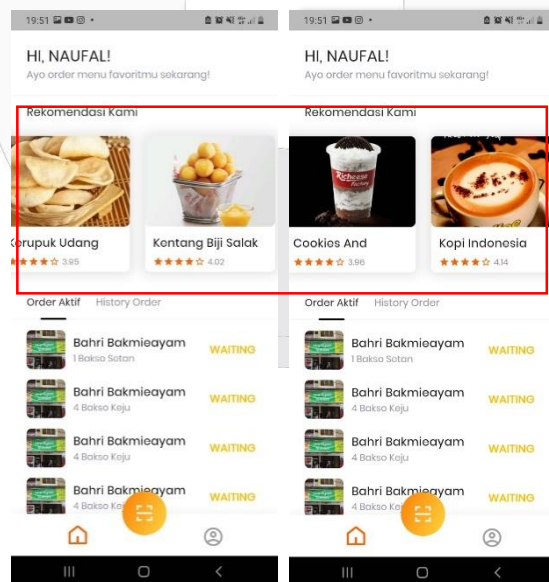 19:51
HI, NAUFAL!
Ayo order menu favoritmu sekarang!
Rekomendasi Kami
Kerupuk Udang
3.95
Kentang Biji Salak
4.02
Order Aktif
History Order
Bahri Bakmieayam
1 Bakso Setan
WAITING
Bahri Bakmieayam
4 Bakso Keju
WAITING
Bahri Bakmieayam
4 Bakso Keju
WAITING
Bahri Bakmieayam
4 Bakso
WAITING
19:51
HI, NAUFAL!
Ayo order menu favoritmu sekarang!
Rekomendasi Kami
Richeese
Factory
Cookies And
3.96
Kopi Indonesia
4.14
Order Aktif
History Order
Bahri Bakmieayam
1 Bakso Setan
WAITING
Bahri Bakmieayam
4 Bakso Keju
WAITING
Bahri Bakmieayam
4 Bakso Keju
WAITING
Bahri Bakmieayam
4 Bakso
WAITING